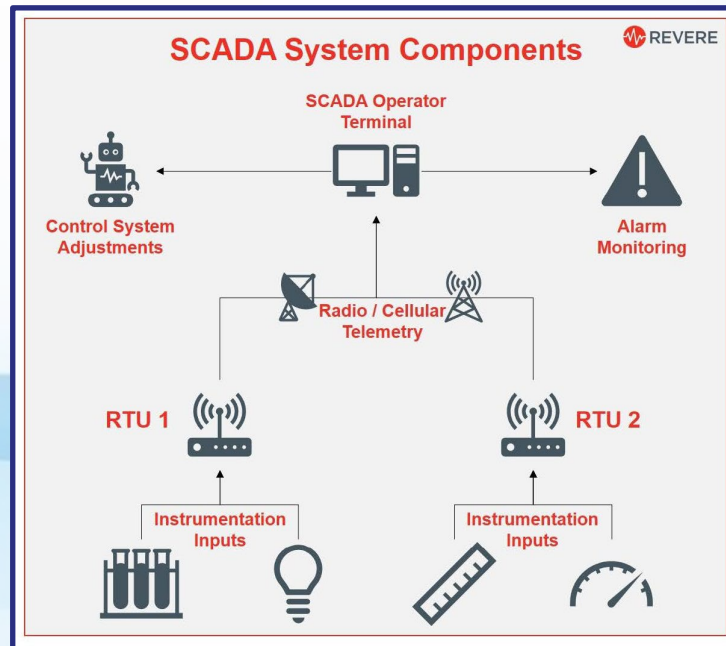 SCADA System Components
REVERE
SCADA Operator
Terminal
Control System
Adjustments
Alarm
Monitoring
Radio / Cellular
Telemetry
RTU 1
RTU 2
Instrumentation
Inputs
Instrumentation
Inputs